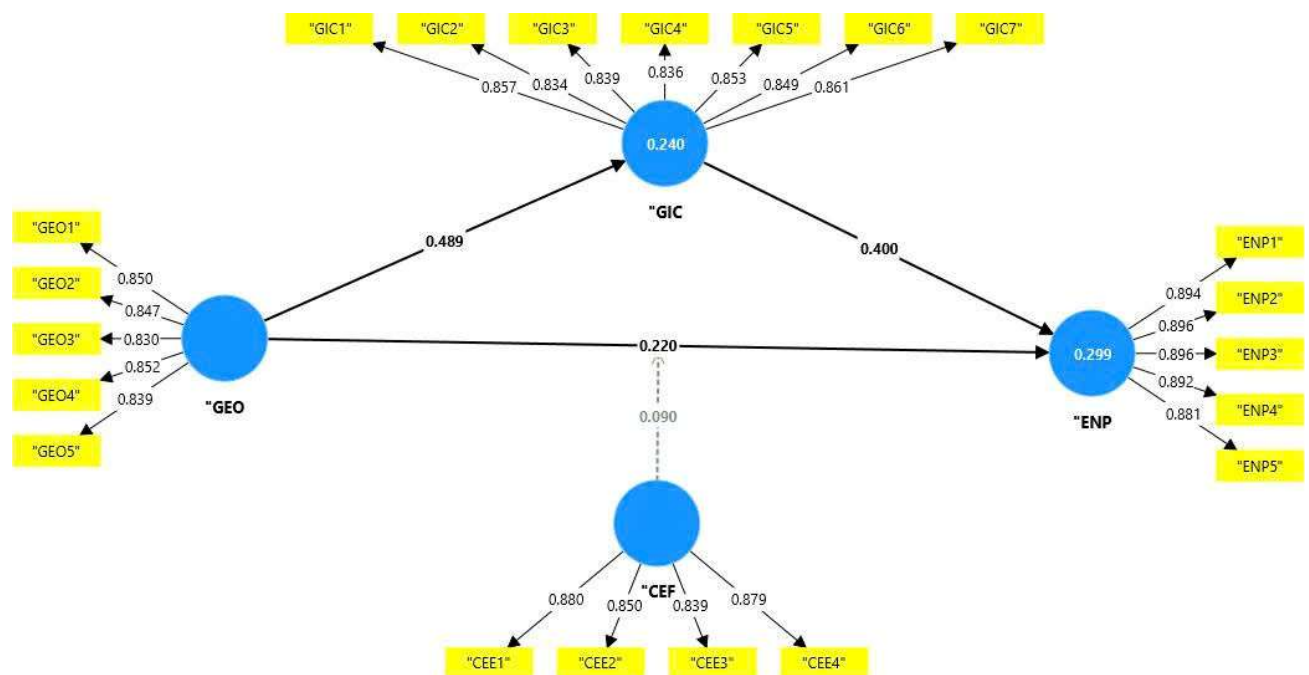 "GIC1" "GIC2" "GIC3" "GIC4" "GIC5" "GIC6" "GIC7"
0.857 0.834 0.839 0.836 0.853 0.849 0.861
0.240
"GIC
"GEO1"
"GEO2"
"GEO3"
"GEO4"
"GEO5"
0.850
0.847
0.830
0.852
0.839
"GEO
0.489
0.400
0.220
0.090
"ENP1"
"ENP2"
"ENP3"
"ENP4"
"ENP5"
0.894
0.896
0.896
0.892
0.881
0.299
"ENP
"CEF
0.880 0.850 0.839 0.879
"CEE1" "CEE2" "CEE3" "CEE4"